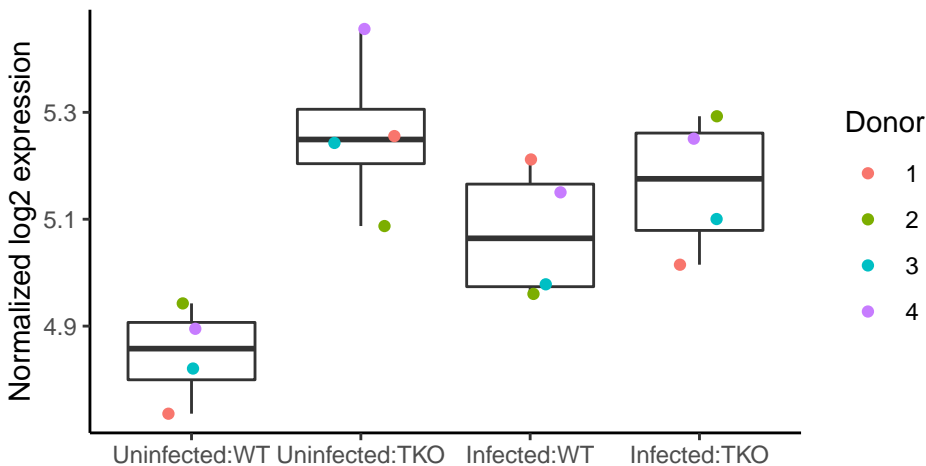 Normalized log2 expression
5.3
5.1
4.9
Uninfected:WT Uninfected:TKO Infected:WT Infected:TKO
Donor
1
2
3
4